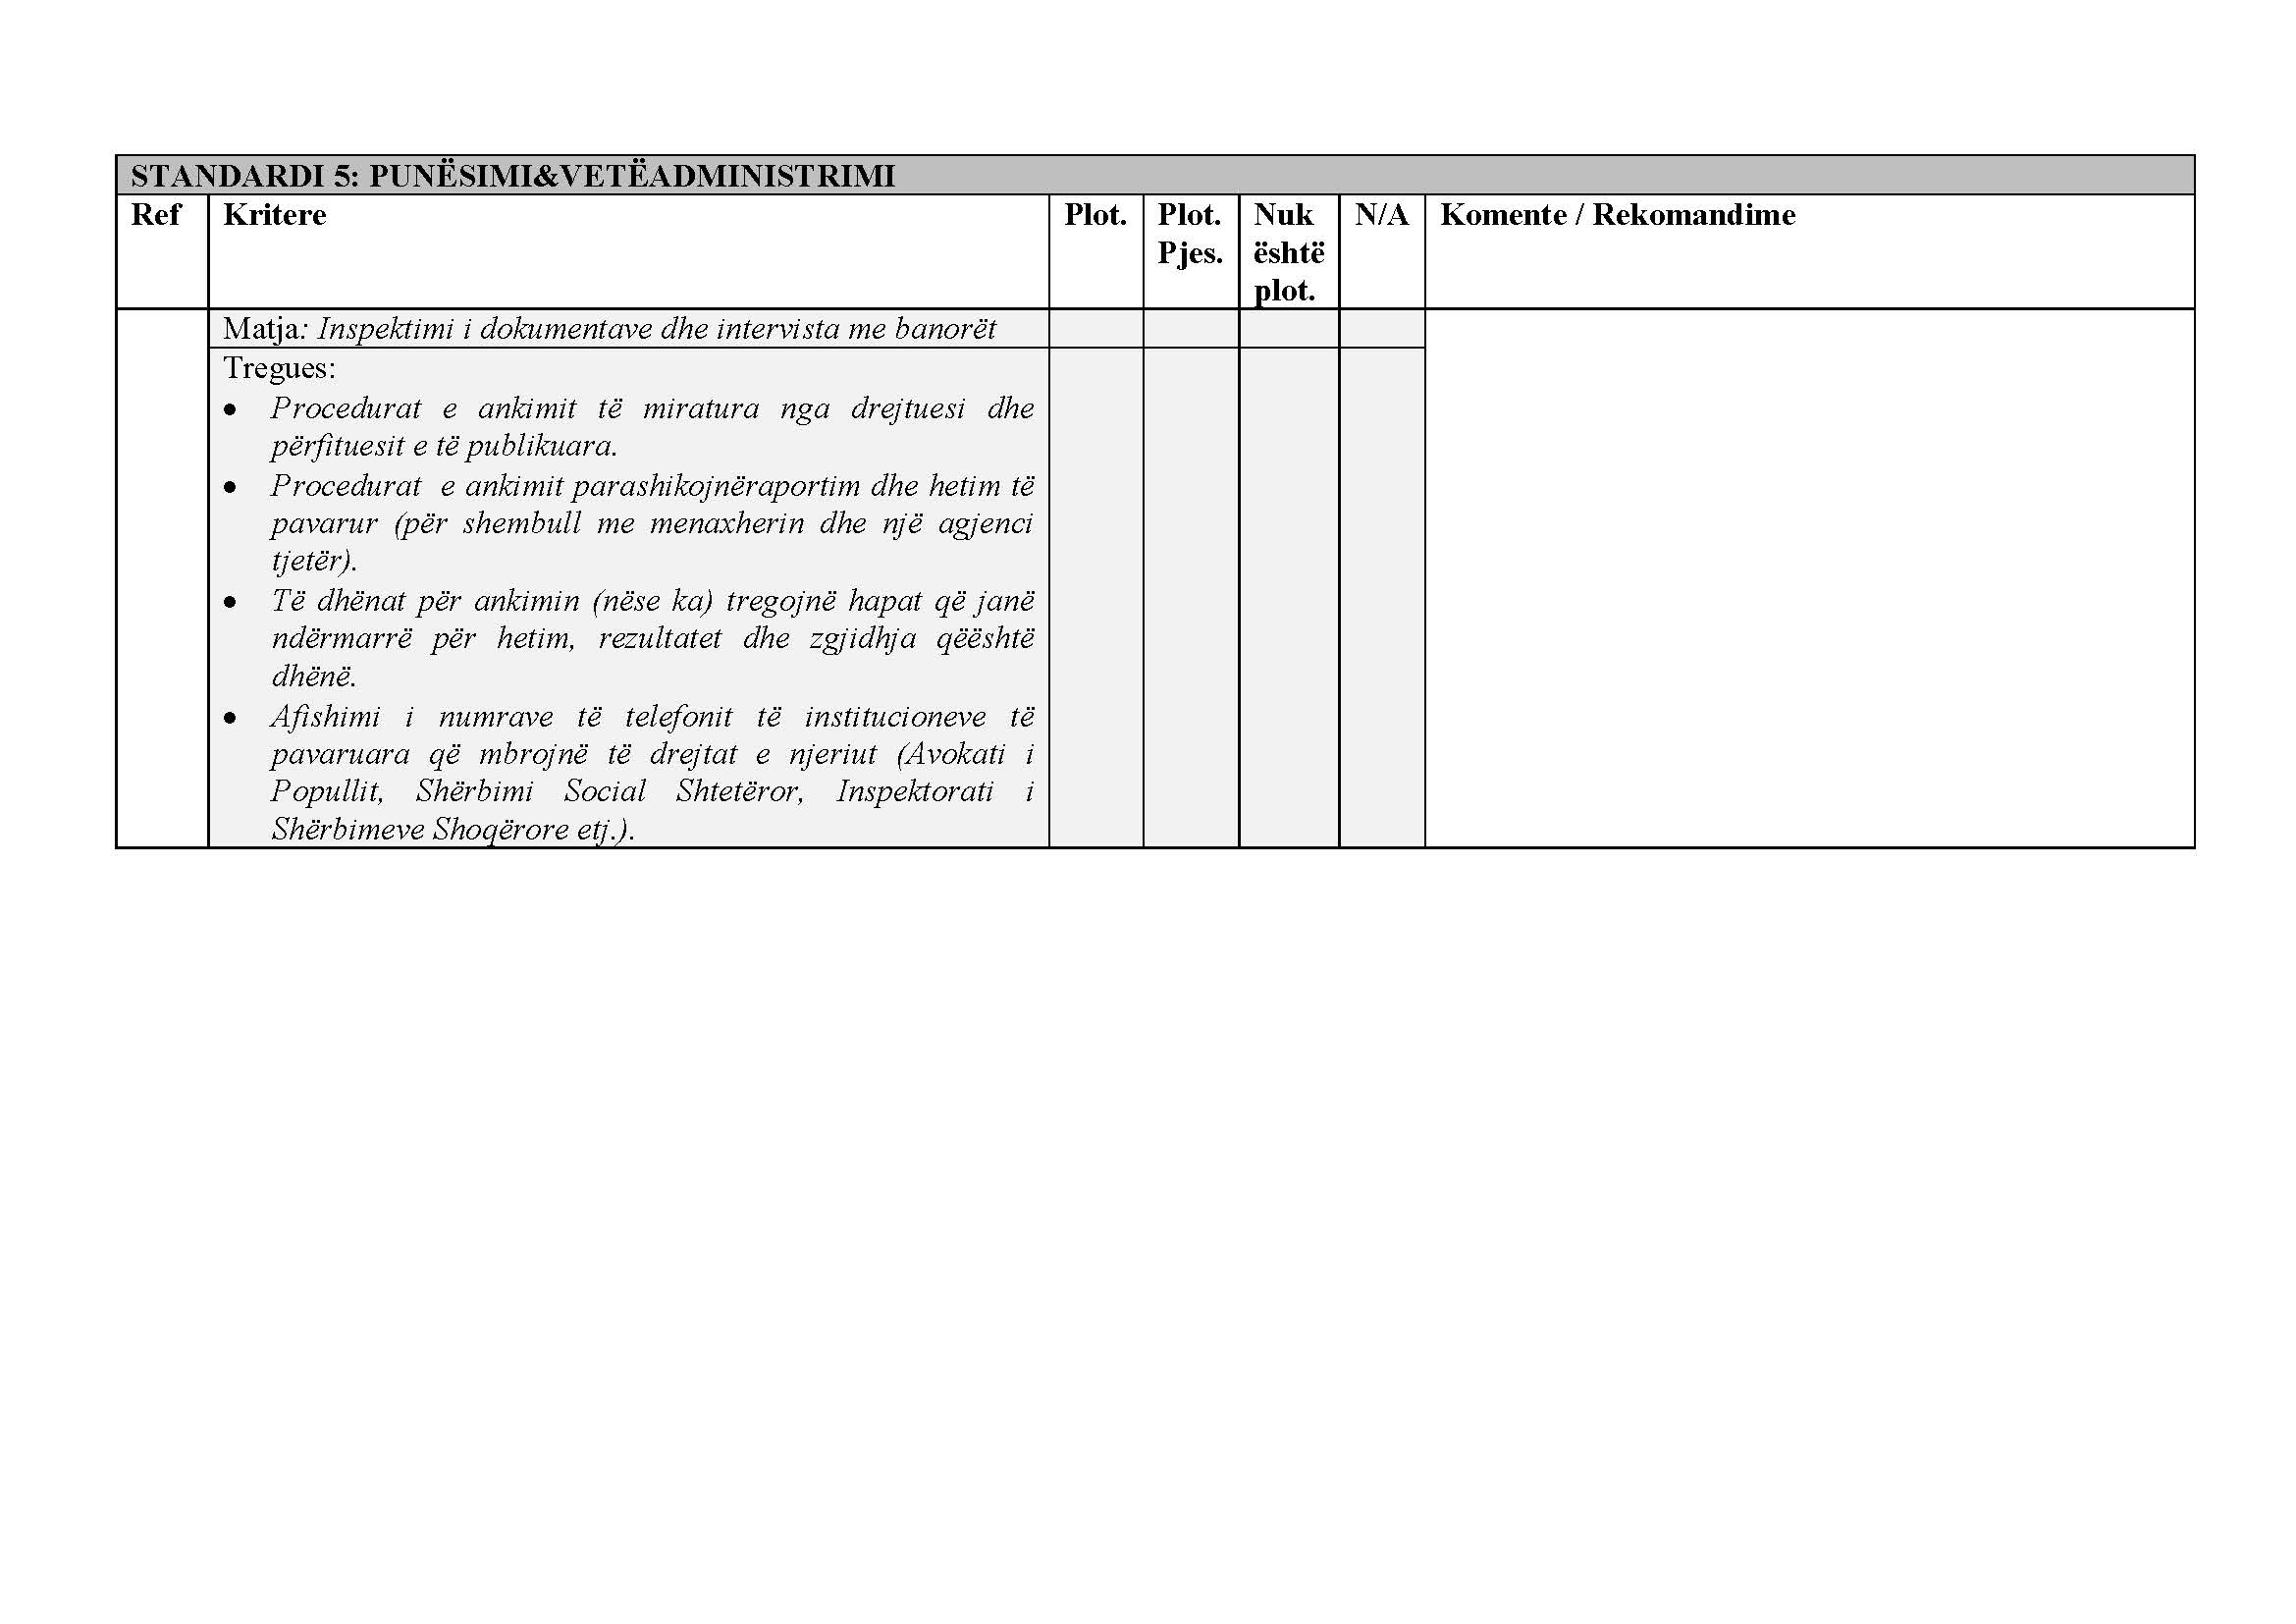 STANDARDI 5: PUNËSIMI&VETËADMINISTRIMI
Ref Kritere Plot. Plot. Pjes. Nuk është plot. N/A Komente / Rekomandime
Matja: Inspektimi i dokumentave dhe intervista me banorët
Tregues:
• Procedurat e ankimit të miratura nga drejtuesi dhe
përfituesit e të publikuara.
• Procedurat e ankimit parashikojnëraportim dhe hetim të
pavarur (për shembull me menaxherin dhe një agjenci
tjetër).
• Të dhënat për ankimin (nëse ka) tregojnë hapat që janë
ndërmarrë për hetim, rezultatet dhe zgjidhja qëështë
dhënë.
• Afishimi i numrave të telefonit të institucioneve të
pavaruara që mbrojnë të drejtat e njeriut (Avokati i
Popullit, Shërbimi Social Shtetëror, Inspektorati i
Shërbimeve Shoqërore etj.).